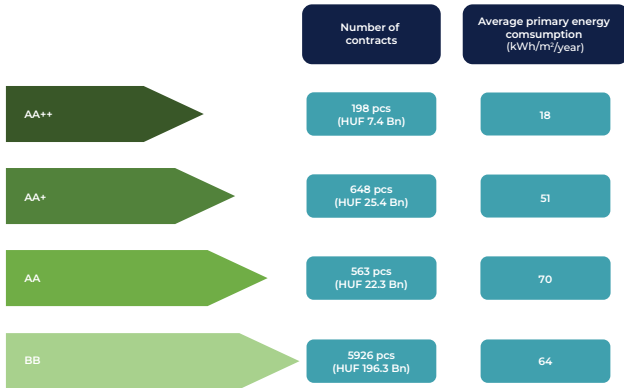 Number of
contracts
Average primary energy
comsumption
(kWh/m²/year)
AA++
198 pcs
(HUF 7.4 Bn)
18
AA+
648 pcs
(HUF 25.4 Bn)
51
AA
563 pcs
(HUF 22.3 Bn)
70
BB
5926 pcs
(HUF 196.3 Bn)
64